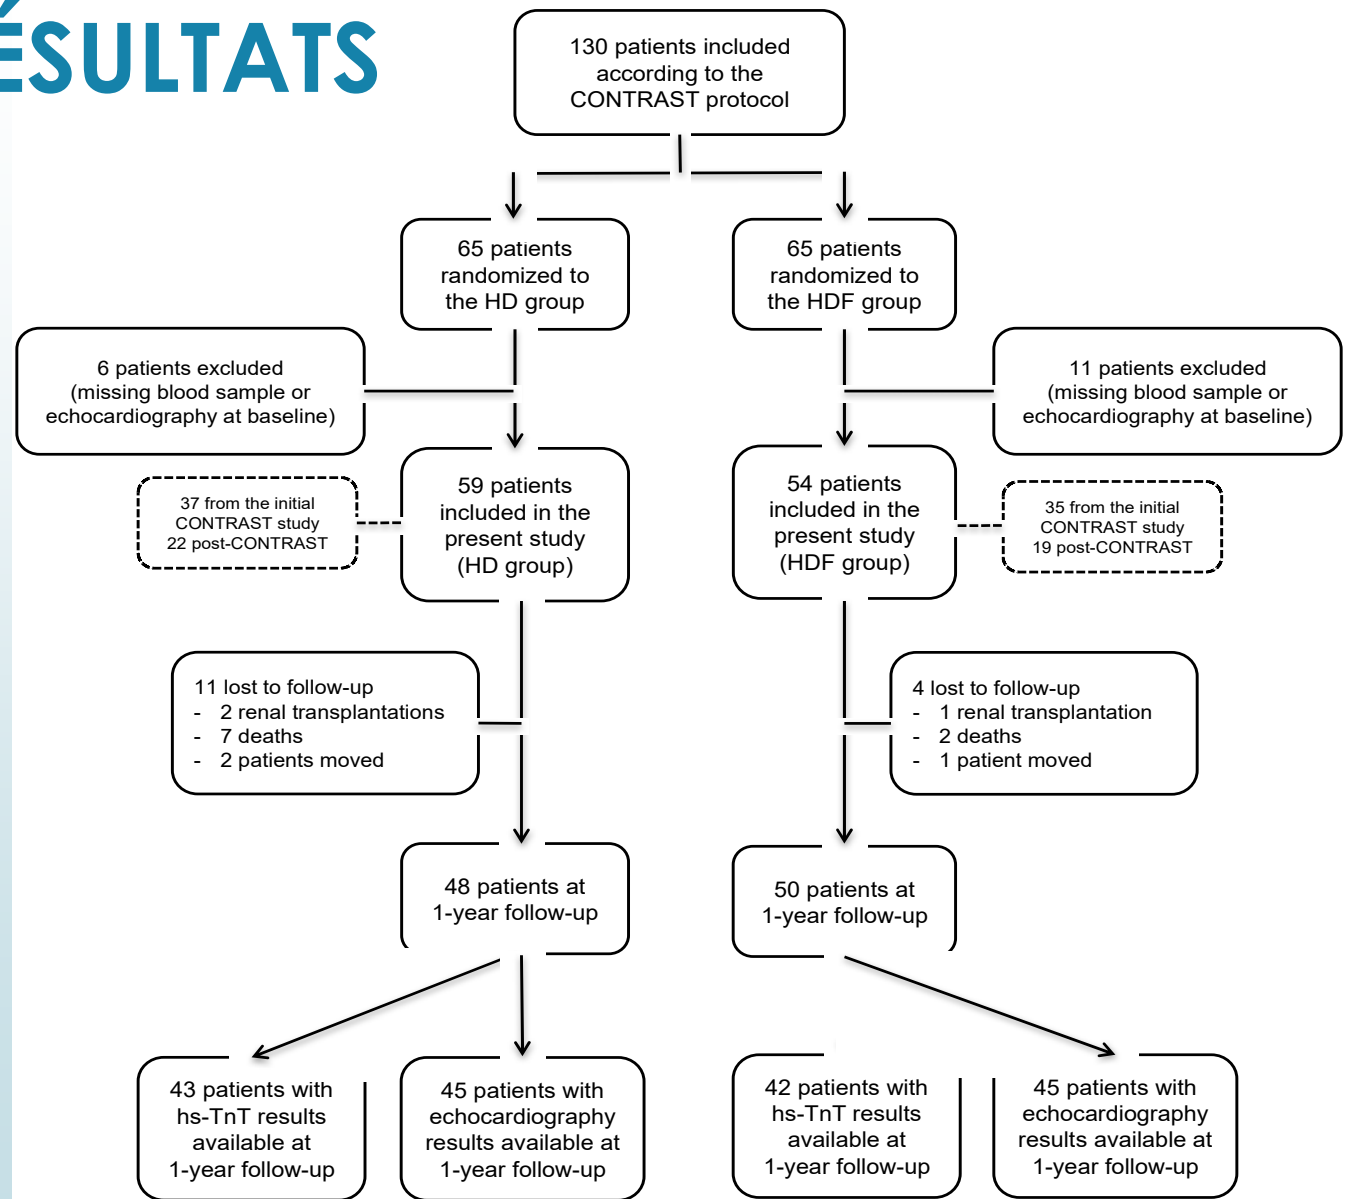 ÉSULTATS
130 patients included
according to the
CONTRAST protocol
65 patients
randomized to
the HD group
65 patients
randomized to
the HDF group
6 patients excluded
(missing blood sample or
echocardiography at baseline)
11 patients excluded
(missing blood sample or
echocardiography at baseline)
37 from the initial
CONTRAST study
22 post-CONTRAST
59 patients
included in the
present study
(HD group)
54 patients
included in the
present study
(HDF group)
35 from the initial
CONTRAST study
19 post-CONTRAST
11 lost to follow-up
- 2 renal transplantations
- 7 deaths
- 2 patients moved
4 lost to follow-up
- 1 renal transplantation
- 2 deaths
- 1 patient moved
48 patients at
1-year follow-up
50 patients at
1-year follow-up
43 patients with
hs-TnT results
available at
1-year follow-up
45 patients with
echocardiography
results available at
1-year follow-up
42 patients with
hs-TnT results
available at
1-year follow-up
45 patients with
echocardiography
results available at
1-year follow-up